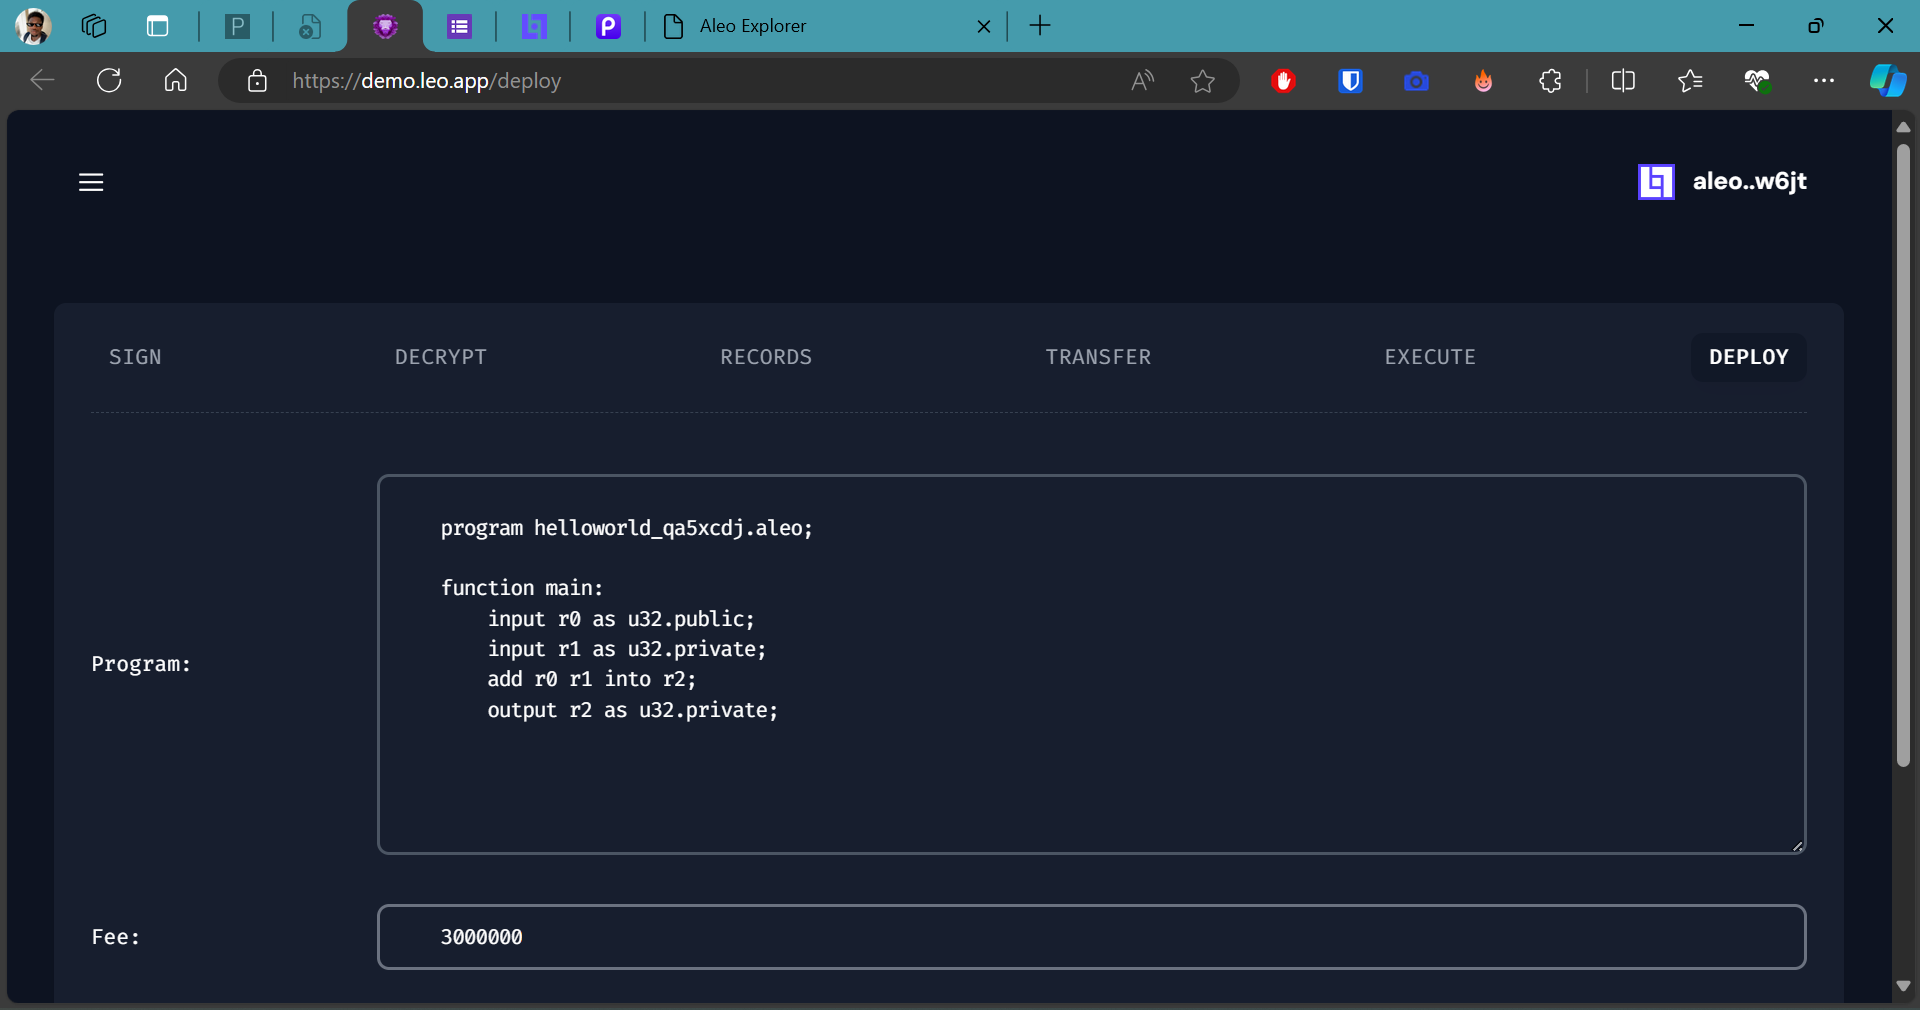 Aleo Explorer
https://demo.leo.app/deploy
aleo..w6jt
SIGN DECRYPT RECORDS TRANSFER EXECUTE DEPLOY
Program:
program helloworld_qa5xcdj.aleo;
function main:
input r0 as u32.public;
input r1 as u32.private;
add r0 r1 into r2;
output r2 as u32.private;
Fee:
3000000